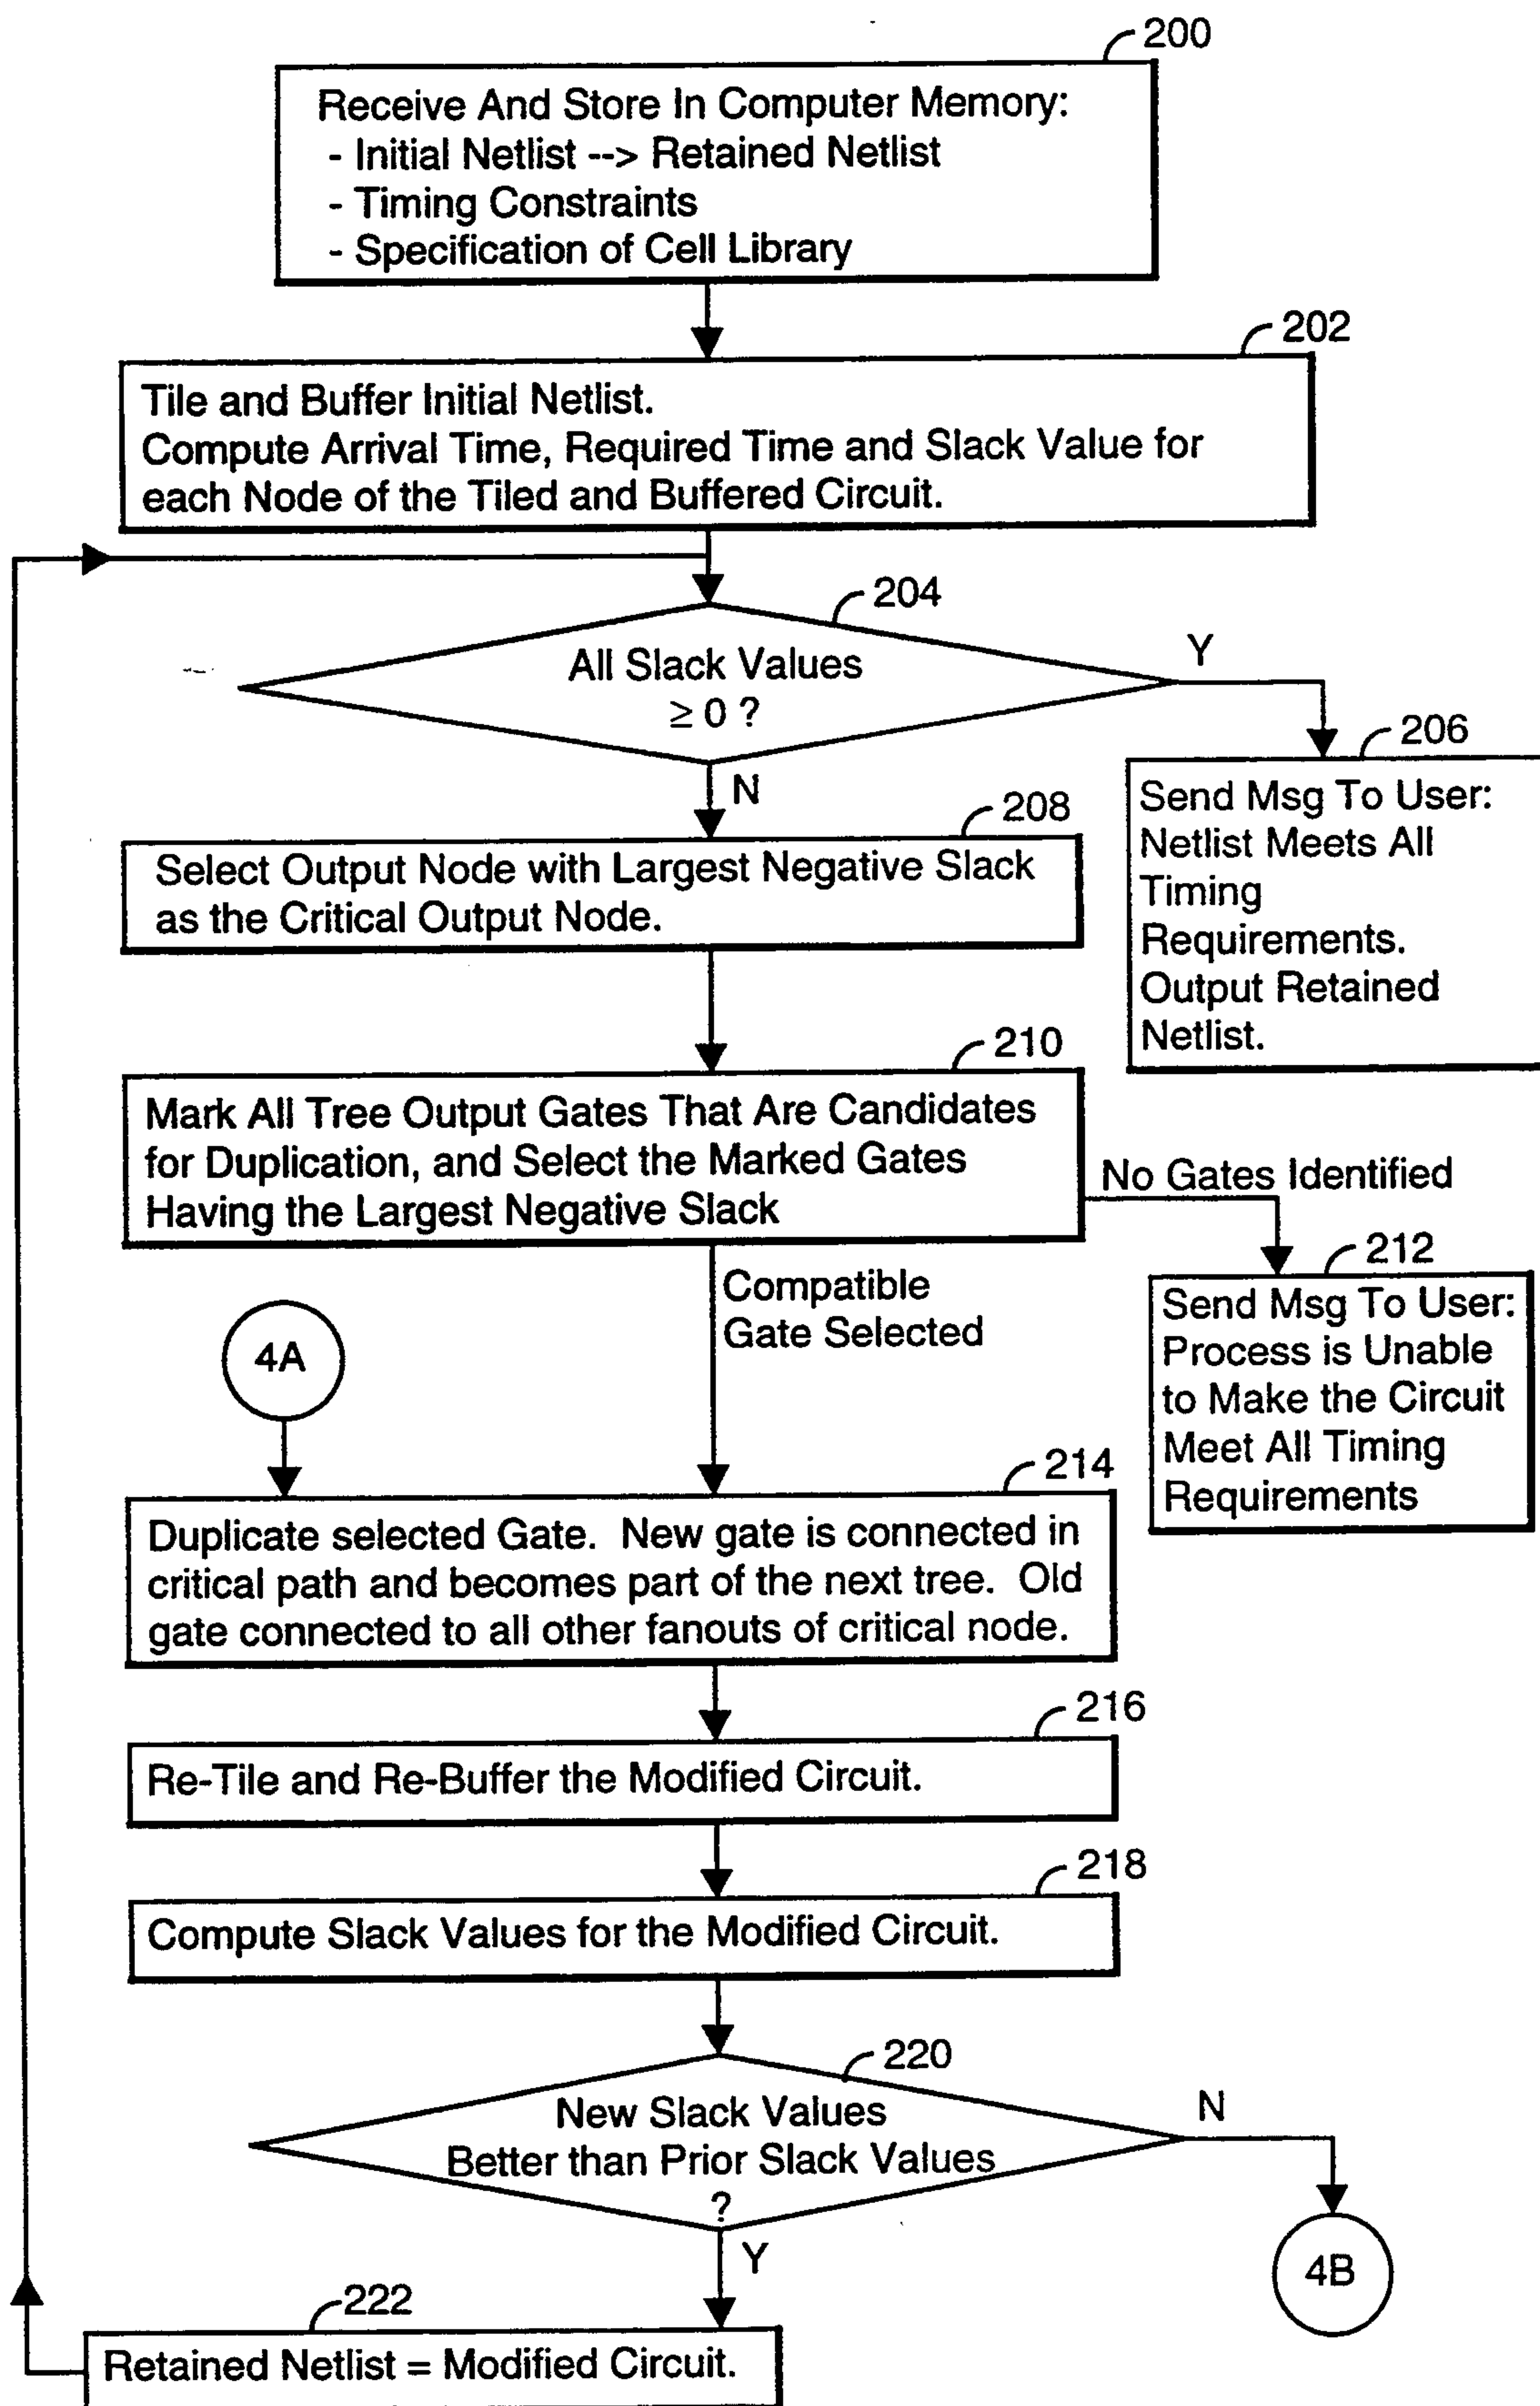 200
Receive And Store In Computer Memory:
- Initial Netlist --> Retained Netlist
- Timing Constraints
- Specification of Cell Library
202
Tile and Buffer Initial Netlist.
Compute Arrival Time, Required Time and Slack Value for
each Node of the Tiled and Buffered Circuit.
204
All Slack Values
≥ 0 ?
Y
N
206
Send Msg To User:
Netlist Meets All
Timing
Requirements.
Output Retained
Netlist.
208
Select Output Node with Largest Negative Slack
as the Critical Output Node.
210
Mark All Tree Output Gates That Are Candidates
for Duplication, and Select the Marked Gates
Having the Largest Negative Slack
No Gates Identified
212
Send Msg To User:
Process is Unable
to Make the Circuit
Meet All Timing
Requirements
Compatible
Gate Selected
4A
214
Duplicate selected Gate. New gate is connected in
critical path and becomes part of the next tree. Old
gate connected to all other fanouts of critical node.
216
Re-Tile and Re-Buffer the Modified Circuit.
218
Compute Slack Values for the Modified Circuit.
220
New Slack Values
Better than Prior Slack Values
?
N
4B
Y
222
Retained Netlist = Modified Circuit.